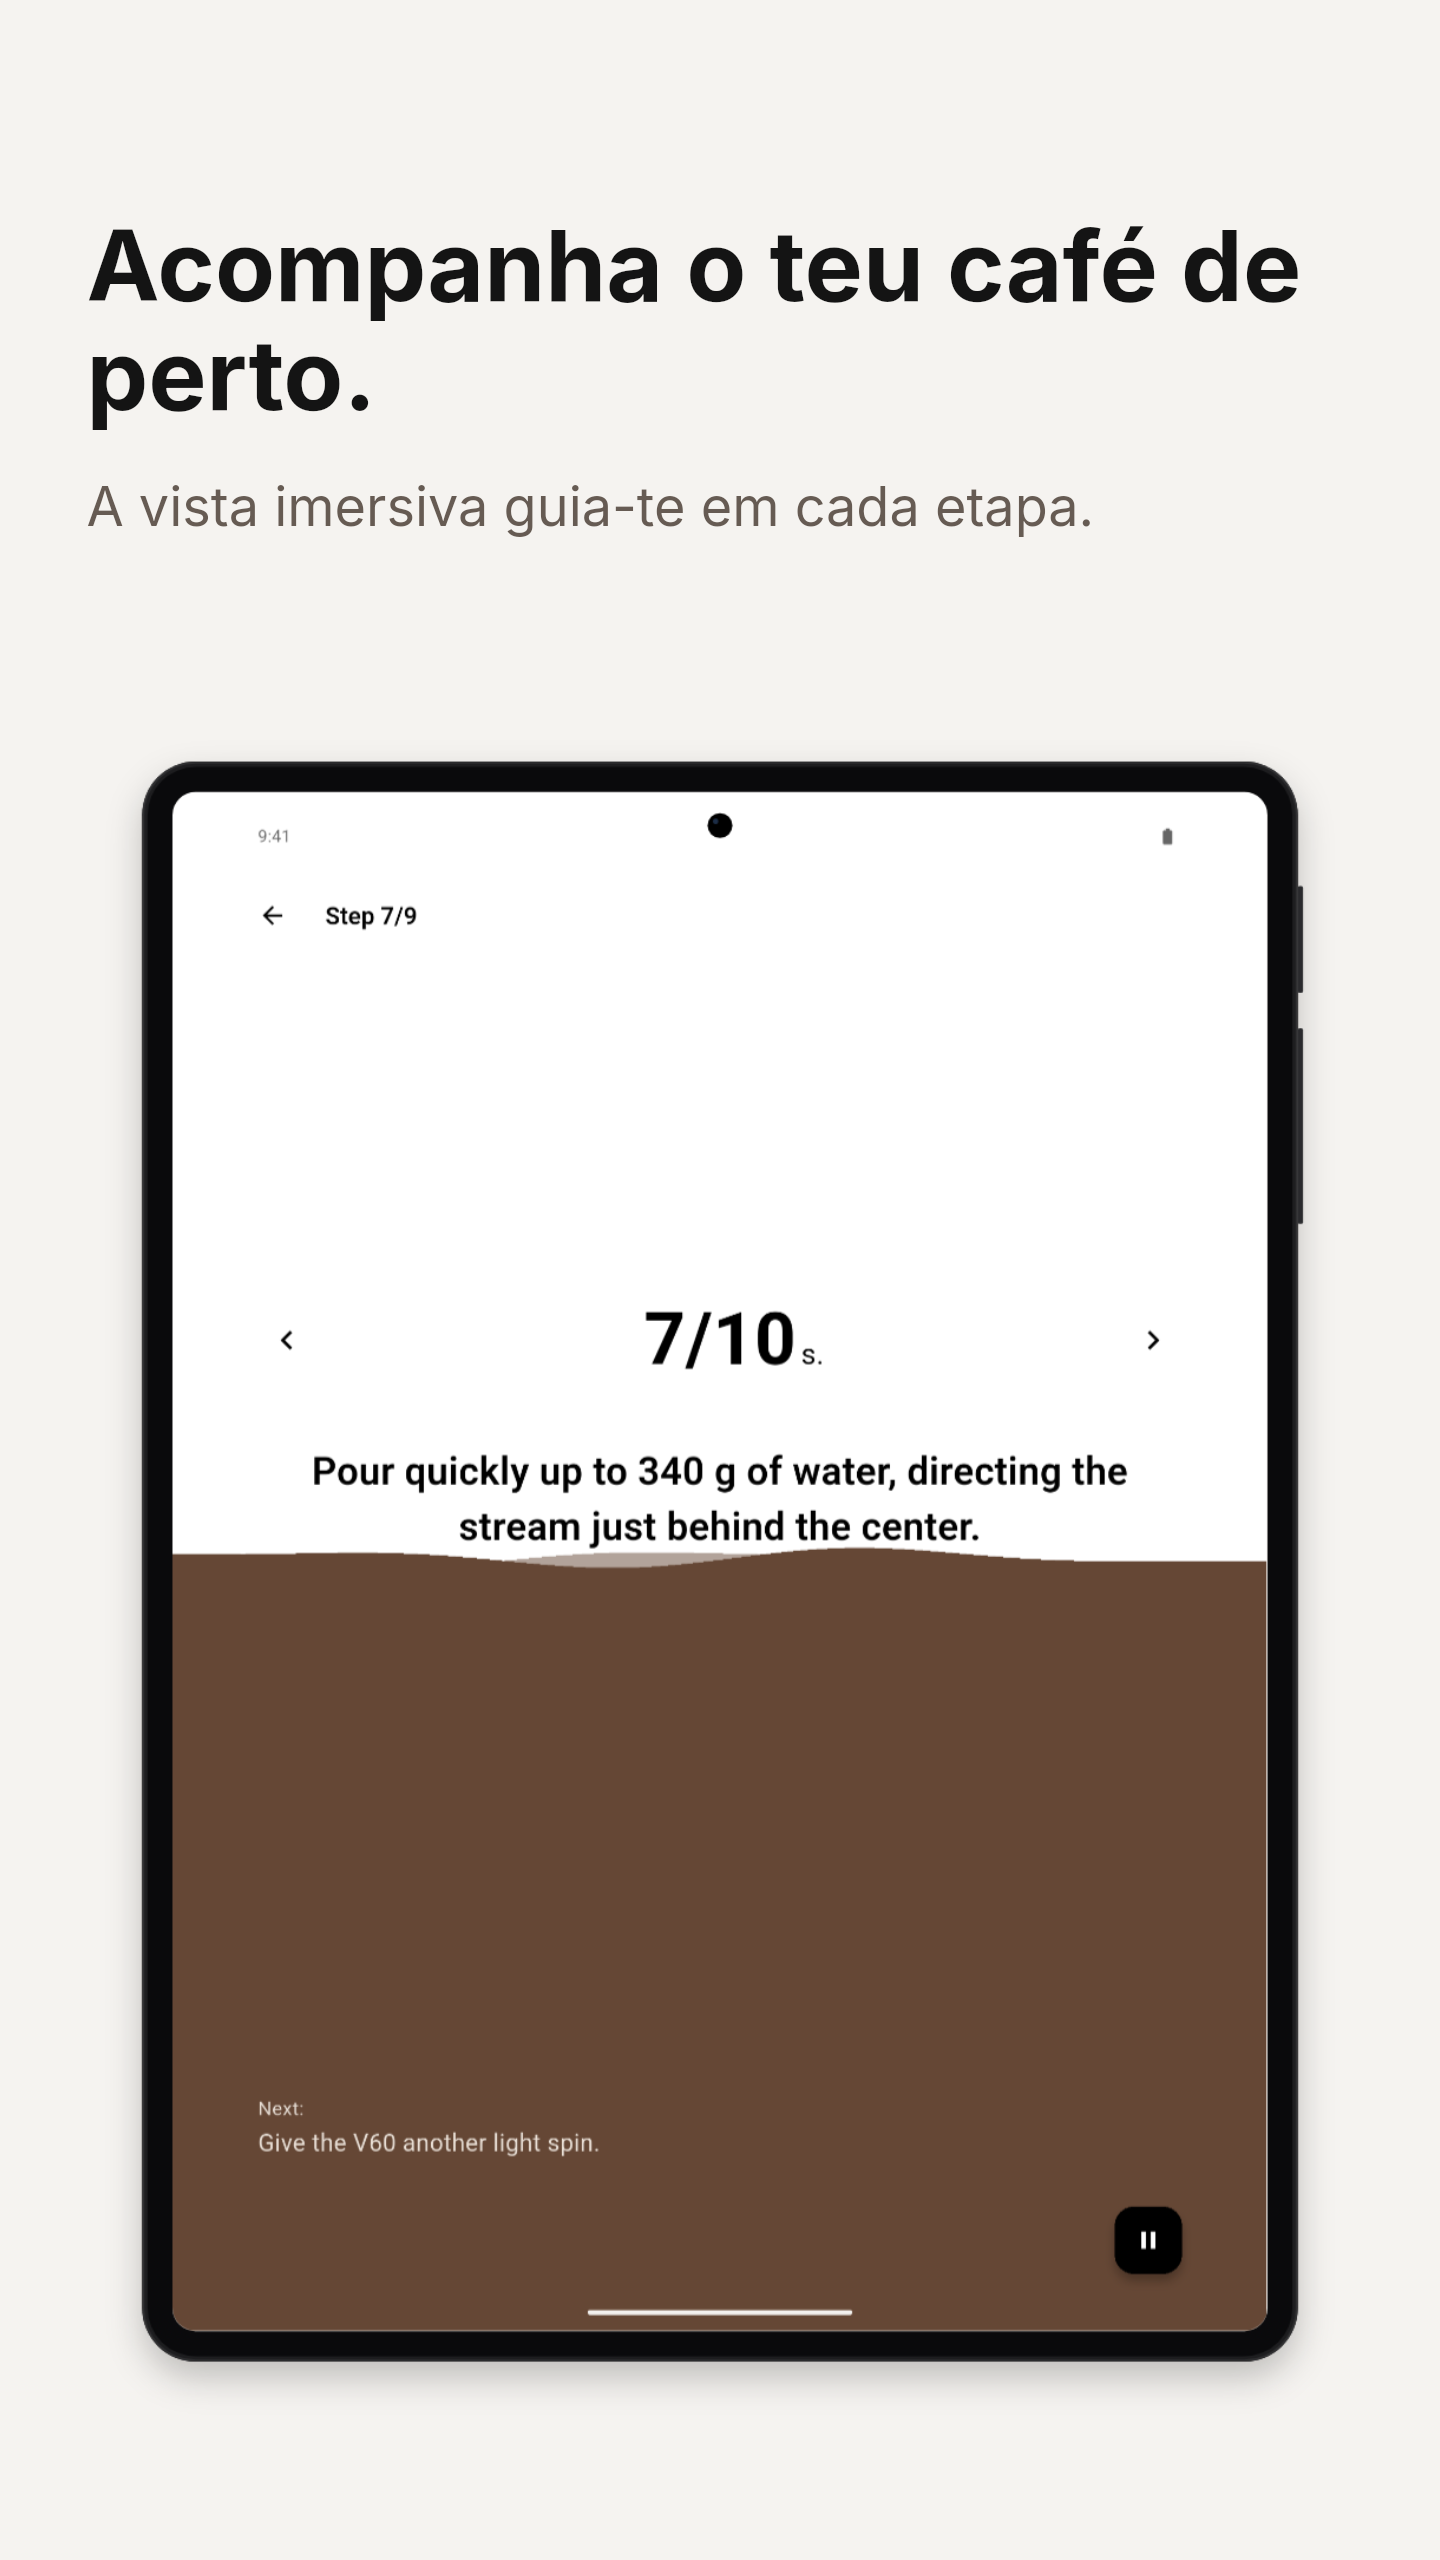 Acompanha o teu café de
perto.
A vista imersiva guia-te em cada etapa.
9:41
Step 7/9
7/10 s.
Pour quickly up to 340 g of water, directing the
stream just behind the center.
Next:
Give the V60 another light spin.